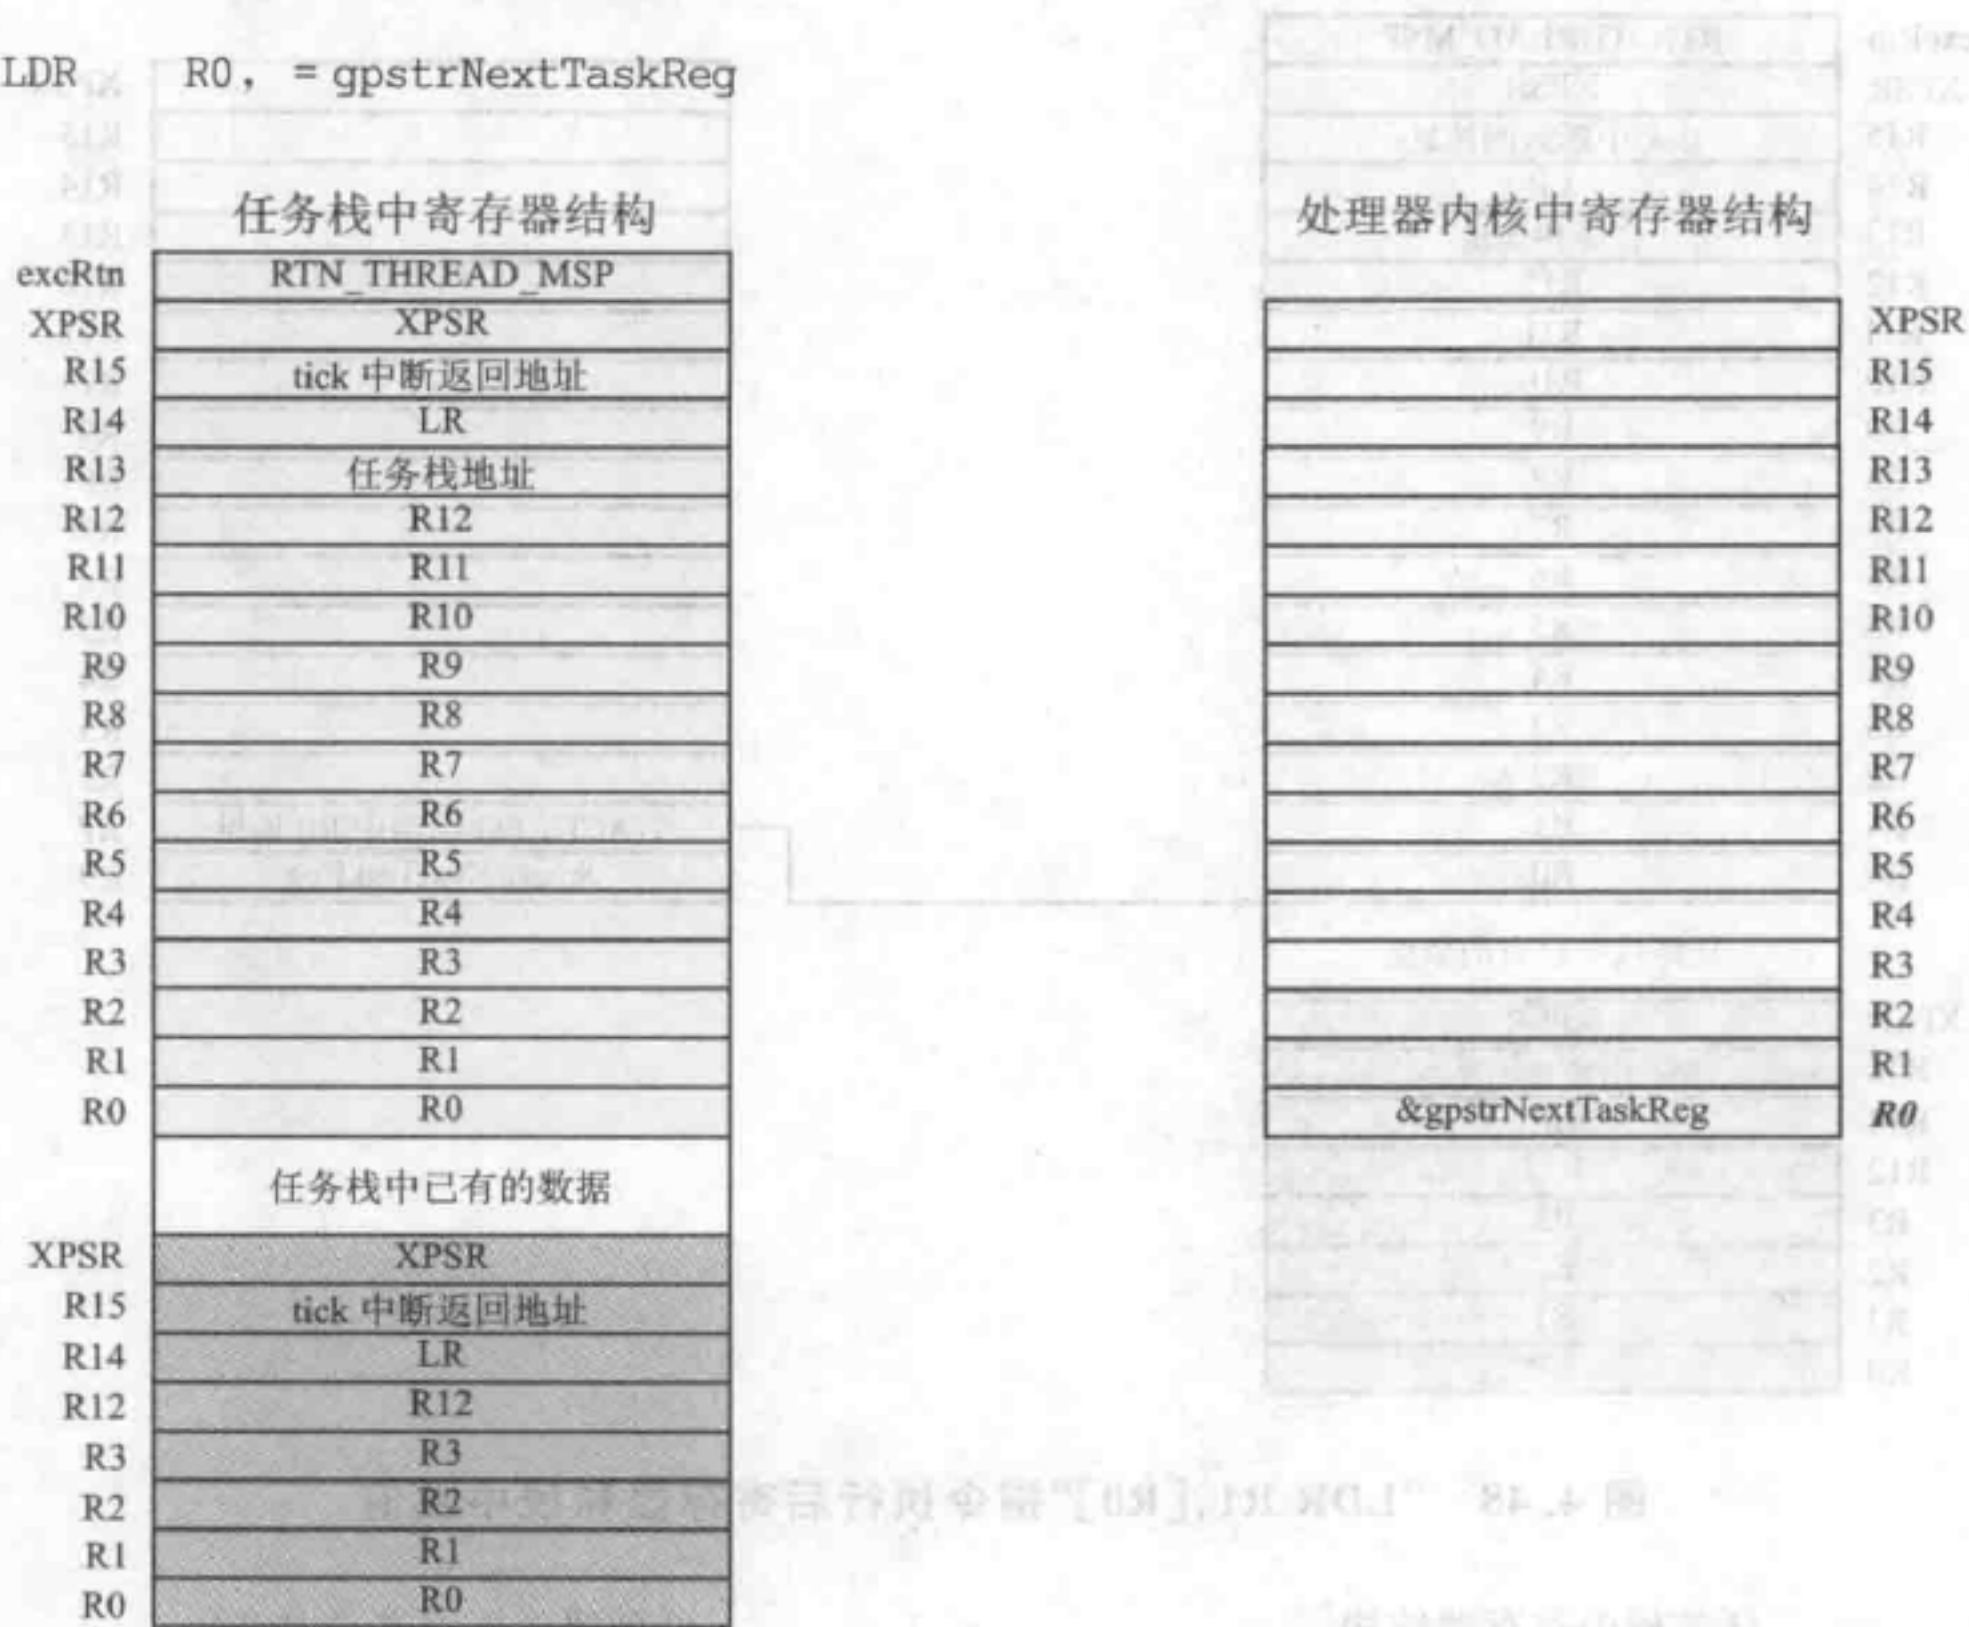 LDR R0, =gpstrNextTaskReg
任务栈中寄存器结构
excRtn RTN_THREAD_MSP
XPSR XPSR
R15 tick 中断返回地址
R14 LR
R13 任务栈地址
R12 R12
R11 R11
R10 R10
R9 R9
R8 R8
R7 R7
R6 R6
R5 R5
R4 R4
R3 R3
R2 R2
R1 R1
R0 R0
任务栈中已有的数据
XPSR XPSR
R15 tick 中断返回地址
R14 LR
R12 R12
R3 R3
R2 R2
R1 R1
R0 R0
处理器内核中寄存器结构
XPSR
R15
R14
R13
R12
R11
R10
R9
R8
R7
R6
R5
R4
R3
R2
R1
&gpstrNextTaskReg R0